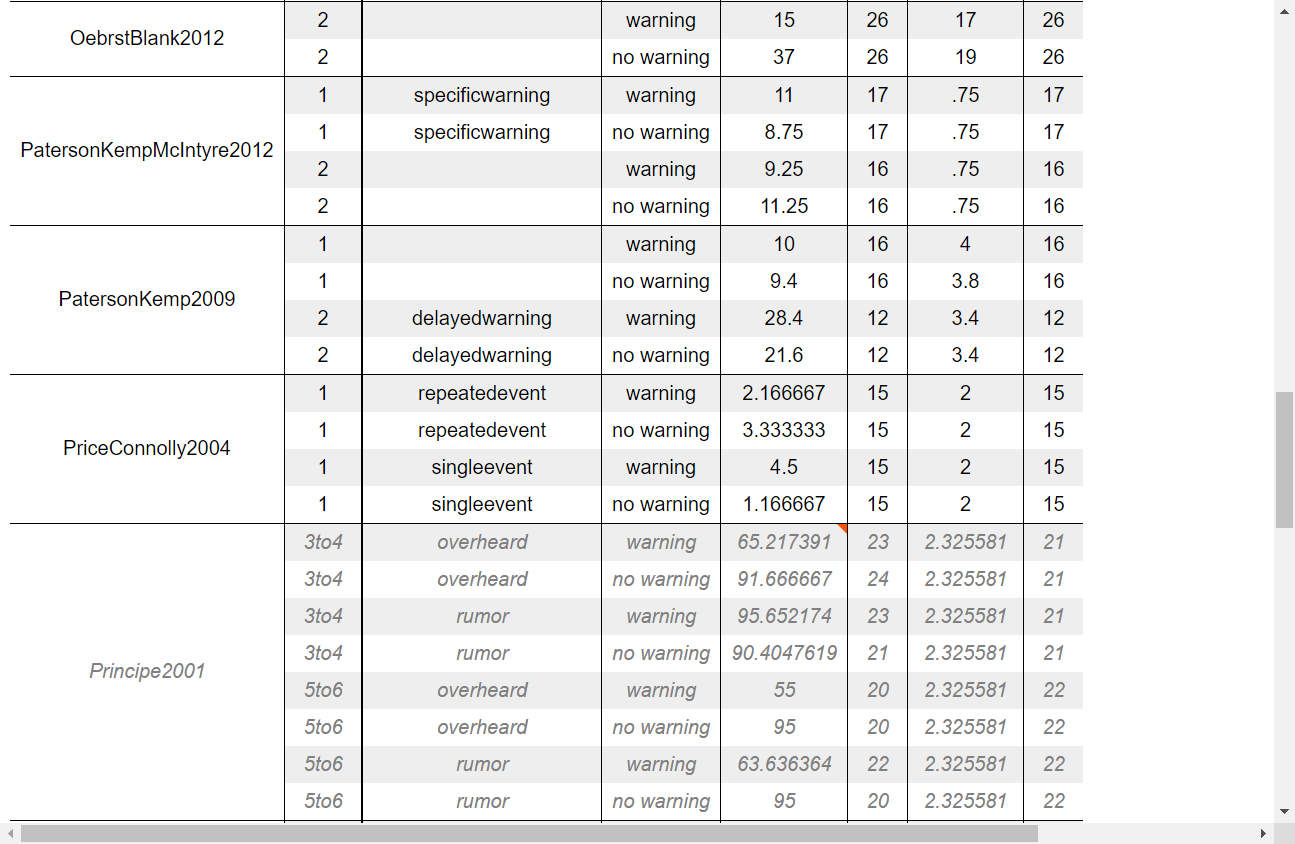 OebrstBlank2012
2 warning 15 26 17 26
2 no warning 37 26 19 26
PatersonKempMcIntyre2012
1 specificwarning warning 11 17 .75 17
1 specificwarning no warning 8.75 17 .75 17
2 warning 9.25 16 .75 16
2 no warning 11.25 16 .75 16
PatersonKemp2009
1 warning 10 16 4 16
1 no warning 9.4 16 3.8 16
2 delayedwarning warning 28.4 12 3.4 12
2 delayedwarning no warning 21.6 12 3.4 12
PriceConnolly2004
1 repeatedevent warning 2.166667 15 2 15
1 repeatedevent no warning 3.333333 15 2 15
1 singleevent warning 4.5 15 2 15
1 singleevent no warning 1.166667 15 2 15
Principe2001
3to4 overheard warning 65.217391 23 2.325581 21
3to4 overheard no warning 91.666667 24 2.325581 21
3to4 rumor warning 95.652174 23 2.325581 21
3to4 rumor no warning 90.4047619 21 2.325581 21
5to6 overheard warning 55 20 2.325581 22
5to6 overheard no warning 95 20 2.325581 22
5to6 rumor warning 63.636364 22 2.325581 22
5to6 rumor no warning 95 20 2.325581 22